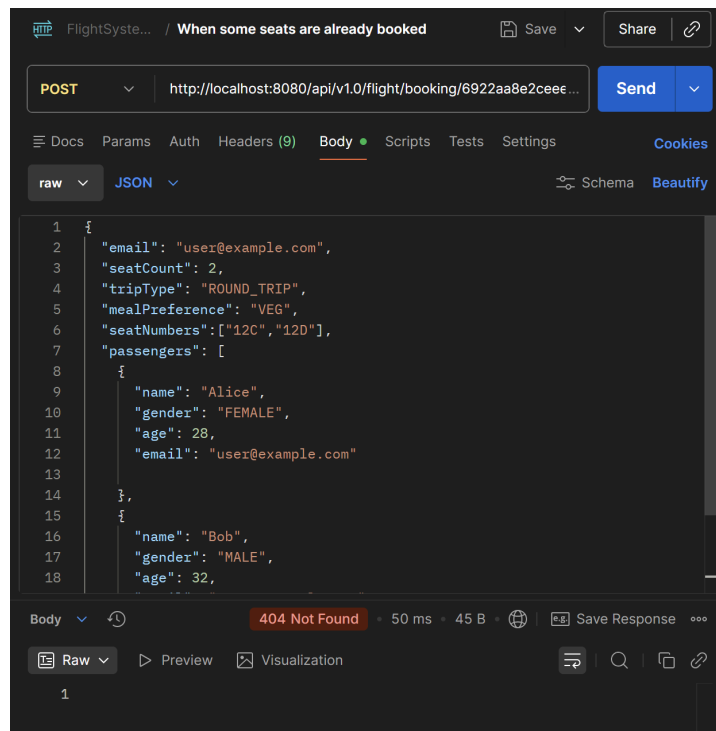 HTTP FlightSyste... / When some seats are already booked Save Share
POST http://localhost:8080/api/v1.0/flight/booking/6922aa8e2ceee... Send
Docs Params Auth Headers (9) Body Scripts Tests Settings Cookies
raw JSON Schema Beautify
1 {
2 "email": "user@example.com",
3 "seatCount": 2,
4 "tripType": "ROUND_TRIP",
5 "mealPreference": "VEG",
6 "seatNumbers":["12C","12D"],
7 "passengers": [
8 {
9 "name": "Alice",
10 "gender": "FEMALE",
11 "age": 28,
12 "email": "user@example.com"
13
14 },
15 {
16 "name": "Bob",
17 "gender": "MALE",
18 "age": 32,
Body 404 Not Found 50 ms 45 B e.g. Save Response
Raw Preview Visualization
1